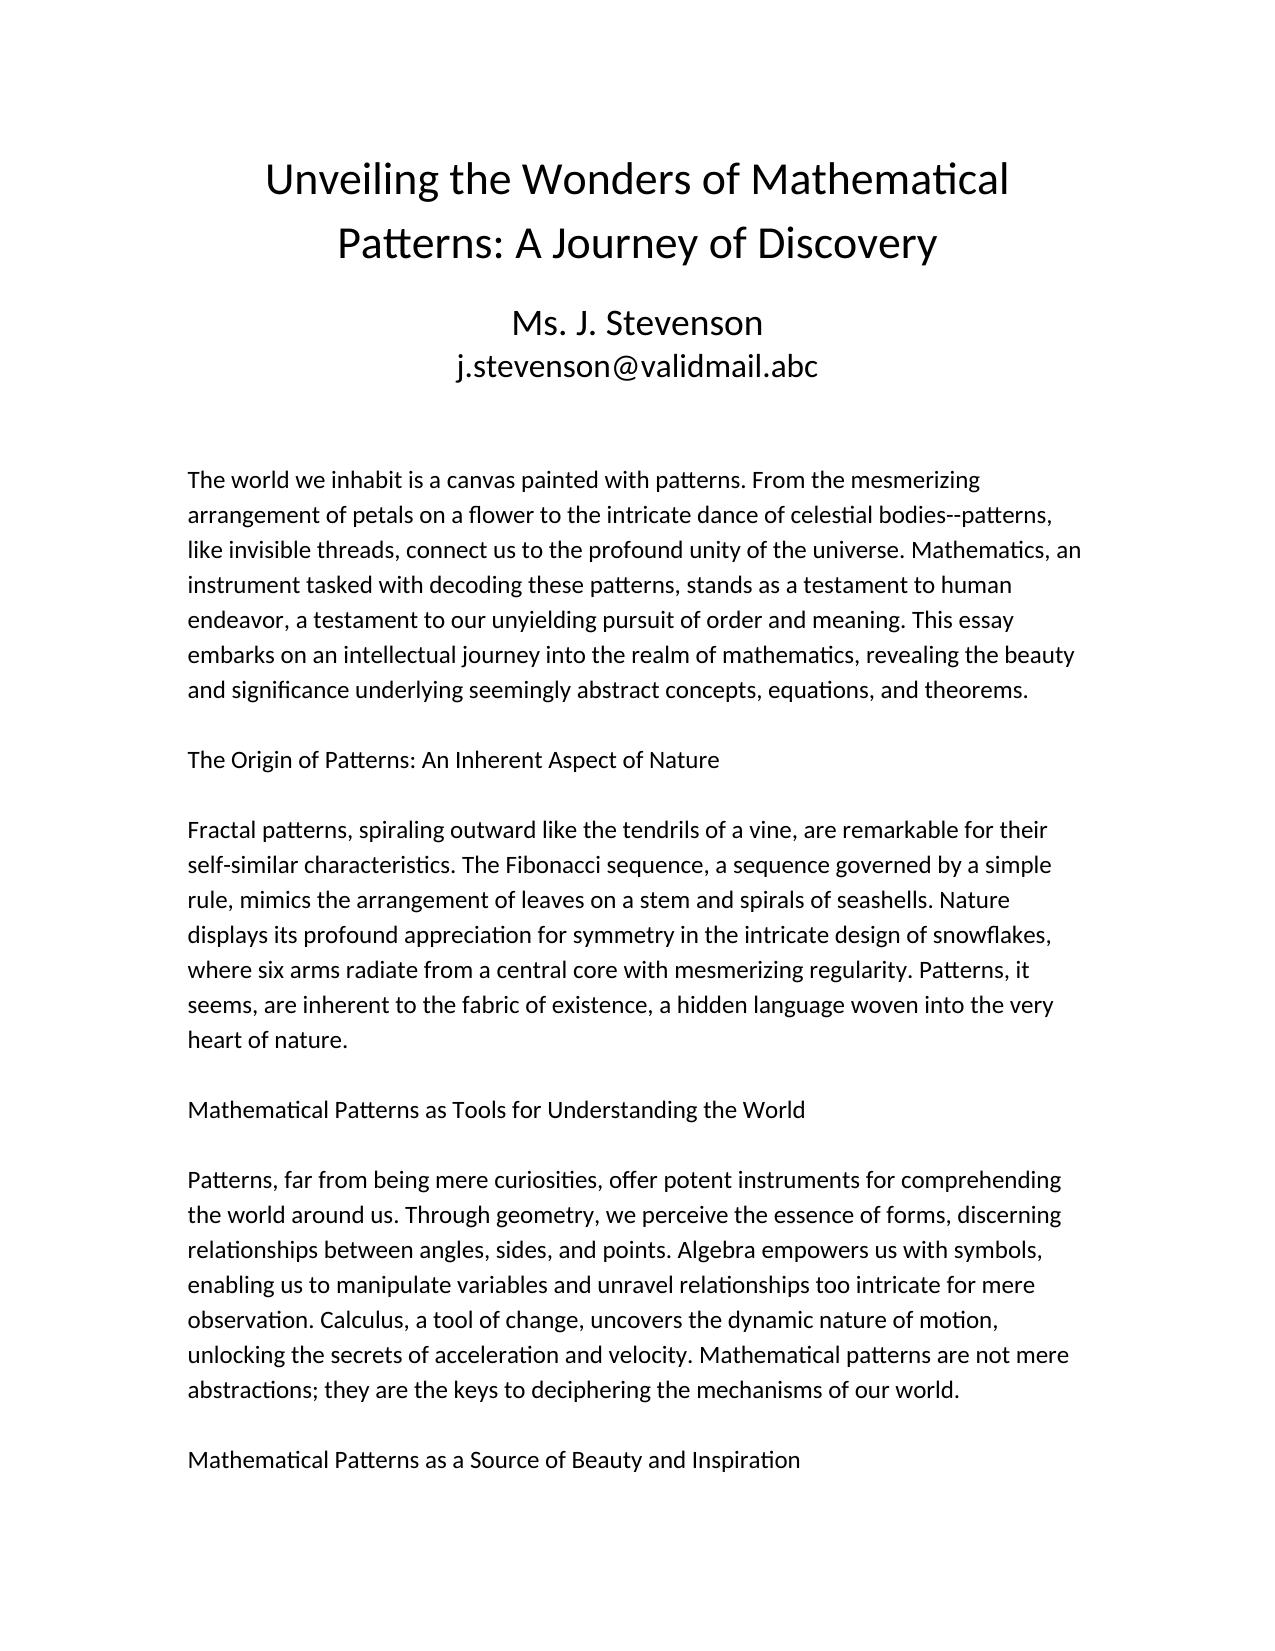 Unveiling the Wonders of Mathematical
Patterns: A Journey of Discovery
Ms. J. Stevenson
j.stevenson@validmail.abc
The world we inhabit is a canvas painted with patterns. From the mesmerizing
arrangement of petals on a flower to the intricate dance of celestial bodies--patterns,
like invisible threads, connect us to the profound unity of the universe. Mathematics, an
instrument tasked with decoding these patterns, stands as a testament to human
endeavor, a testament to our unyielding pursuit of order and meaning. This essay
embarks on an intellectual journey into the realm of mathematics, revealing the beauty
and significance underlying seemingly abstract concepts, equations, and theorems.
The Origin of Patterns: An Inherent Aspect of Nature
Fractal patterns, spiraling outward like the tendrils of a vine, are remarkable for their
self-similar characteristics. The Fibonacci sequence, a sequence governed by a simple
rule, mimics the arrangement of leaves on a stem and spirals of seashells. Nature
displays its profound appreciation for symmetry in the intricate design of snowflakes,
where six arms radiate from a central core with mesmerizing regularity. Patterns, it
seems, are inherent to the fabric of existence, a hidden language woven into the very
heart of nature.
Mathematical Patterns as Tools for Understanding the World
Patterns, far from being mere curiosities, offer potent instruments for comprehending
the world around us. Through geometry, we perceive the essence of forms, discerning
relationships between angles, sides, and points. Algebra empowers us with symbols,
enabling us to manipulate variables and unravel relationships too intricate for mere
observation. Calculus, a tool of change, uncovers the dynamic nature of motion,
unlocking the secrets of acceleration and velocity. Mathematical patterns are not mere
abstractions; they are the keys to deciphering the mechanisms of our world.
Mathematical Patterns as a Source of Beauty and Inspiration